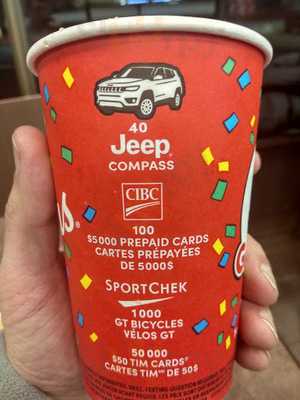 40
Jeep®
COMPASS
CIBC
100
$5000 PREPAID CARDS
CARTES PRÉPAYÉES
DE 5000$
SPORTCHEK
1000
GT BICYCLES
VÉLOS GT
50 000
$50 TIM CARDS®
CARTES TIM™ DE 50$